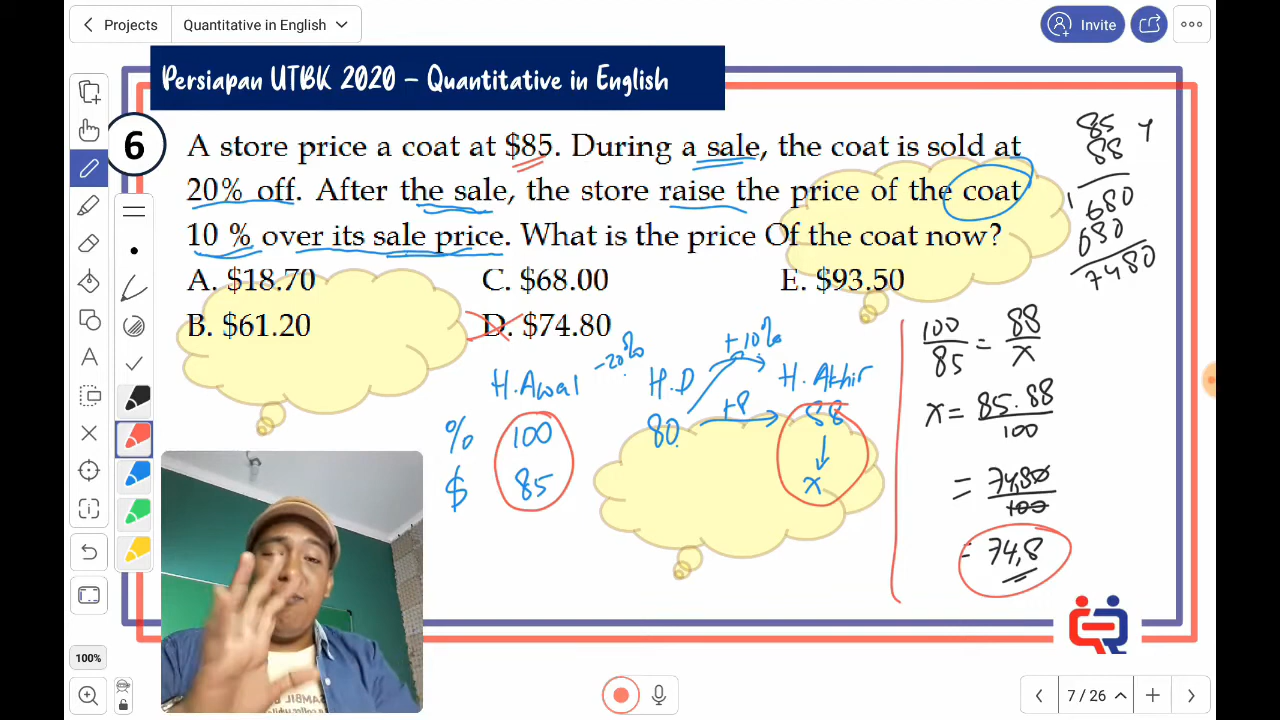 Projects
Quantitative in English
Invite
Persiapan UTBK 2020 – Quantitative in English
6
A store price a coat at $85. During a sale, the coat is sold at
20% off. After the sale, the store raise the price of the coat
10 % over its sale price. What is the price Of the coat now?
A. $18.70
C. $68.00
E. $93.50
B. $61.20
D. $74.80
85
88
680
680
7480
-20%
+10%
H.Awal
H.D
H. Akhir
% 100 80 +8 88
$ 85 x
100/85 = 88/x
x = 85.88/100
= 7480/100
= 74,8
100%
7 / 26